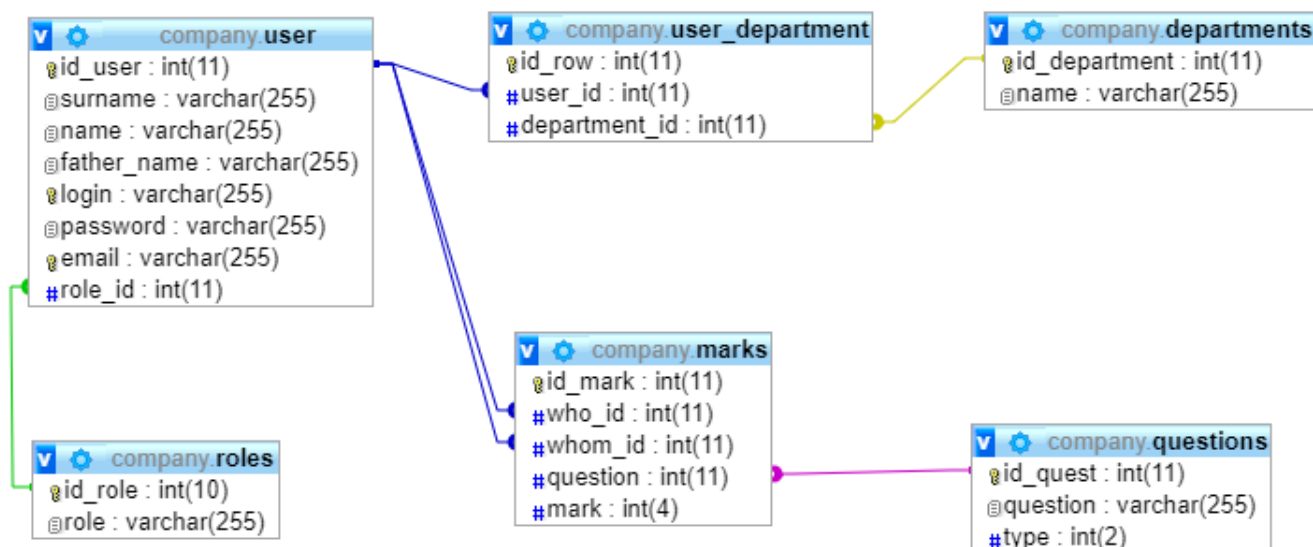 company.user
id_user : int(11)
surname : varchar(255)
name : varchar(255)
father_name : varchar(255)
login : varchar(255)
password : varchar(255)
email : varchar(255)
#role_id : int(11)
company.user_department
id_row : int(11)
#user_id : int(11)
#department_id : int(11)
company.departments
id_department : int(11)
name : varchar(255)
company.roles
id_role : int(10)
role : varchar(255)
company.marks
id_mark : int(11)
#who_id : int(11)
#whom_id : int(11)
#question : int(11)
#mark : int(4)
company.questions
id_quest : int(11)
question : varchar(255)
#type : int(2)